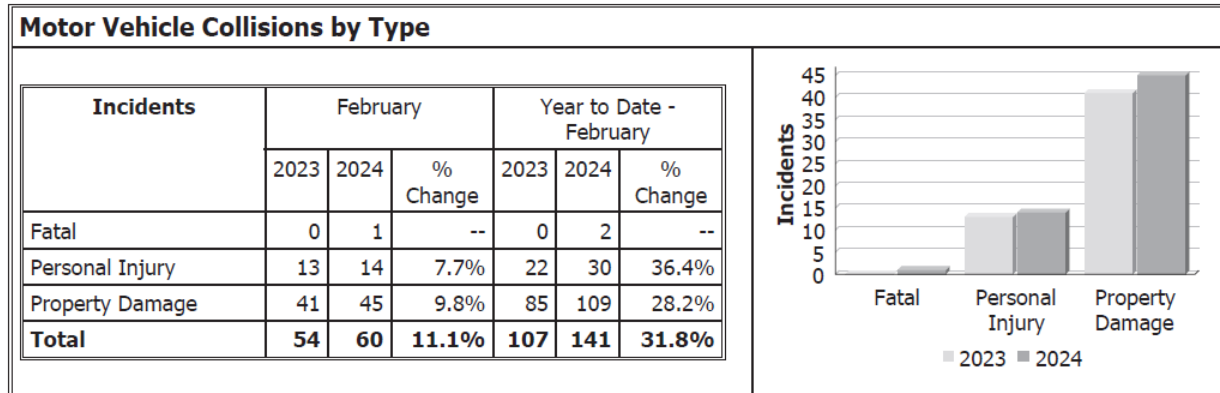 Motor Vehicle Collisions by Type
Incidents February Year to Date -
February
2023 2024 % 2023 2024 %
Change Change
Fatal 0 1 -- 0 2 --
Personal Injury 13 14 7.7% 22 30 36.4%
Property Damage 41 45 9.8% 85 109 28.2%
Total 54 60 11.1% 107 141 31.8%
Incidents
45
40
35
30
25
20
15
10
5
0
Fatal Personal Property
Injury Damage
2023 2024